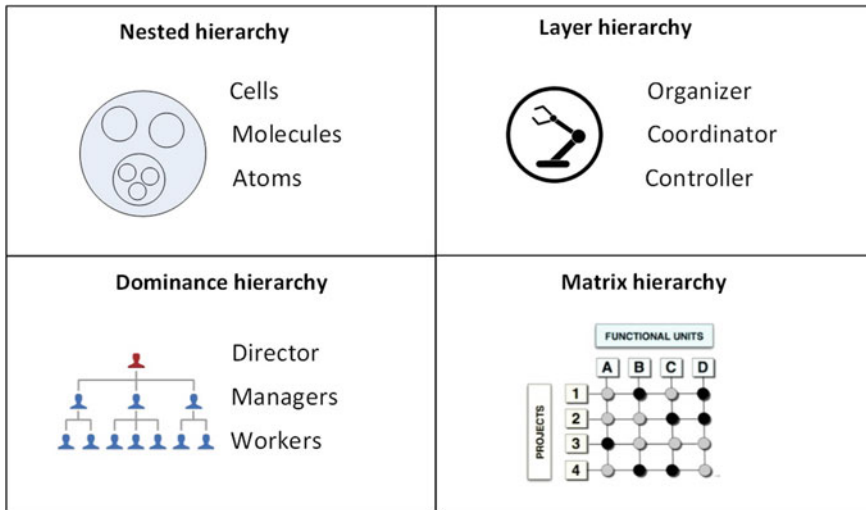 Nested hierarchy
Cells
Molecules
Atoms
Layer hierarchy
Organizer
Coordinator
Controller
Dominance hierarchy
Director
Managers
Workers
Matrix hierarchy
FUNCTIONAL UNITS
A B C D
PROJECTS
1
2
3
4